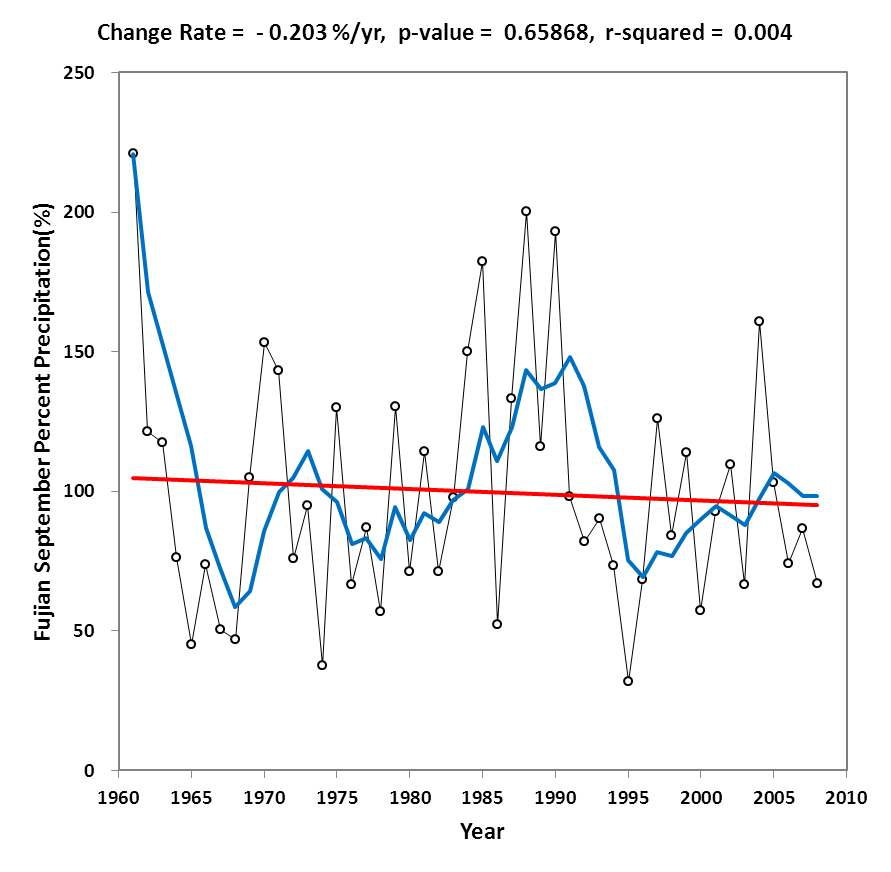 Change Rate = - 0.203 %/yr, p-value = 0.65868, r-squared = 0.004
250
200
150
100
50
0
Fujian September Percent Precipitation(%)
1960 1965 1970 1975 1980 1985 1990 1995 2000 2005 2010
Year